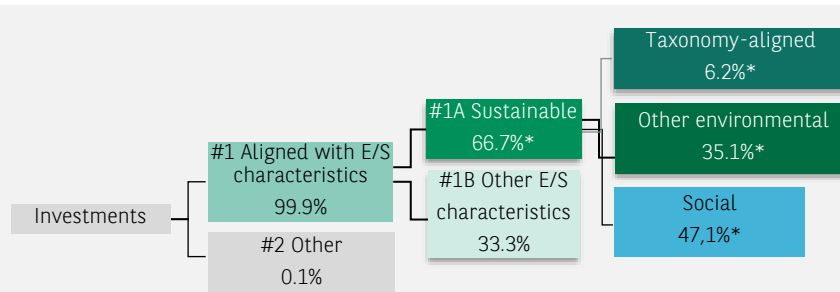 Investments
#1 Aligned with E/S
characteristics
99.9%
#2 Other
0.1%
#1A Sustainable
66.7%*
#1B Other E/S
characteristics
33.3%
Taxonomy-aligned
6.2%*
Other environmental
35.1%*
Social
47,1%*